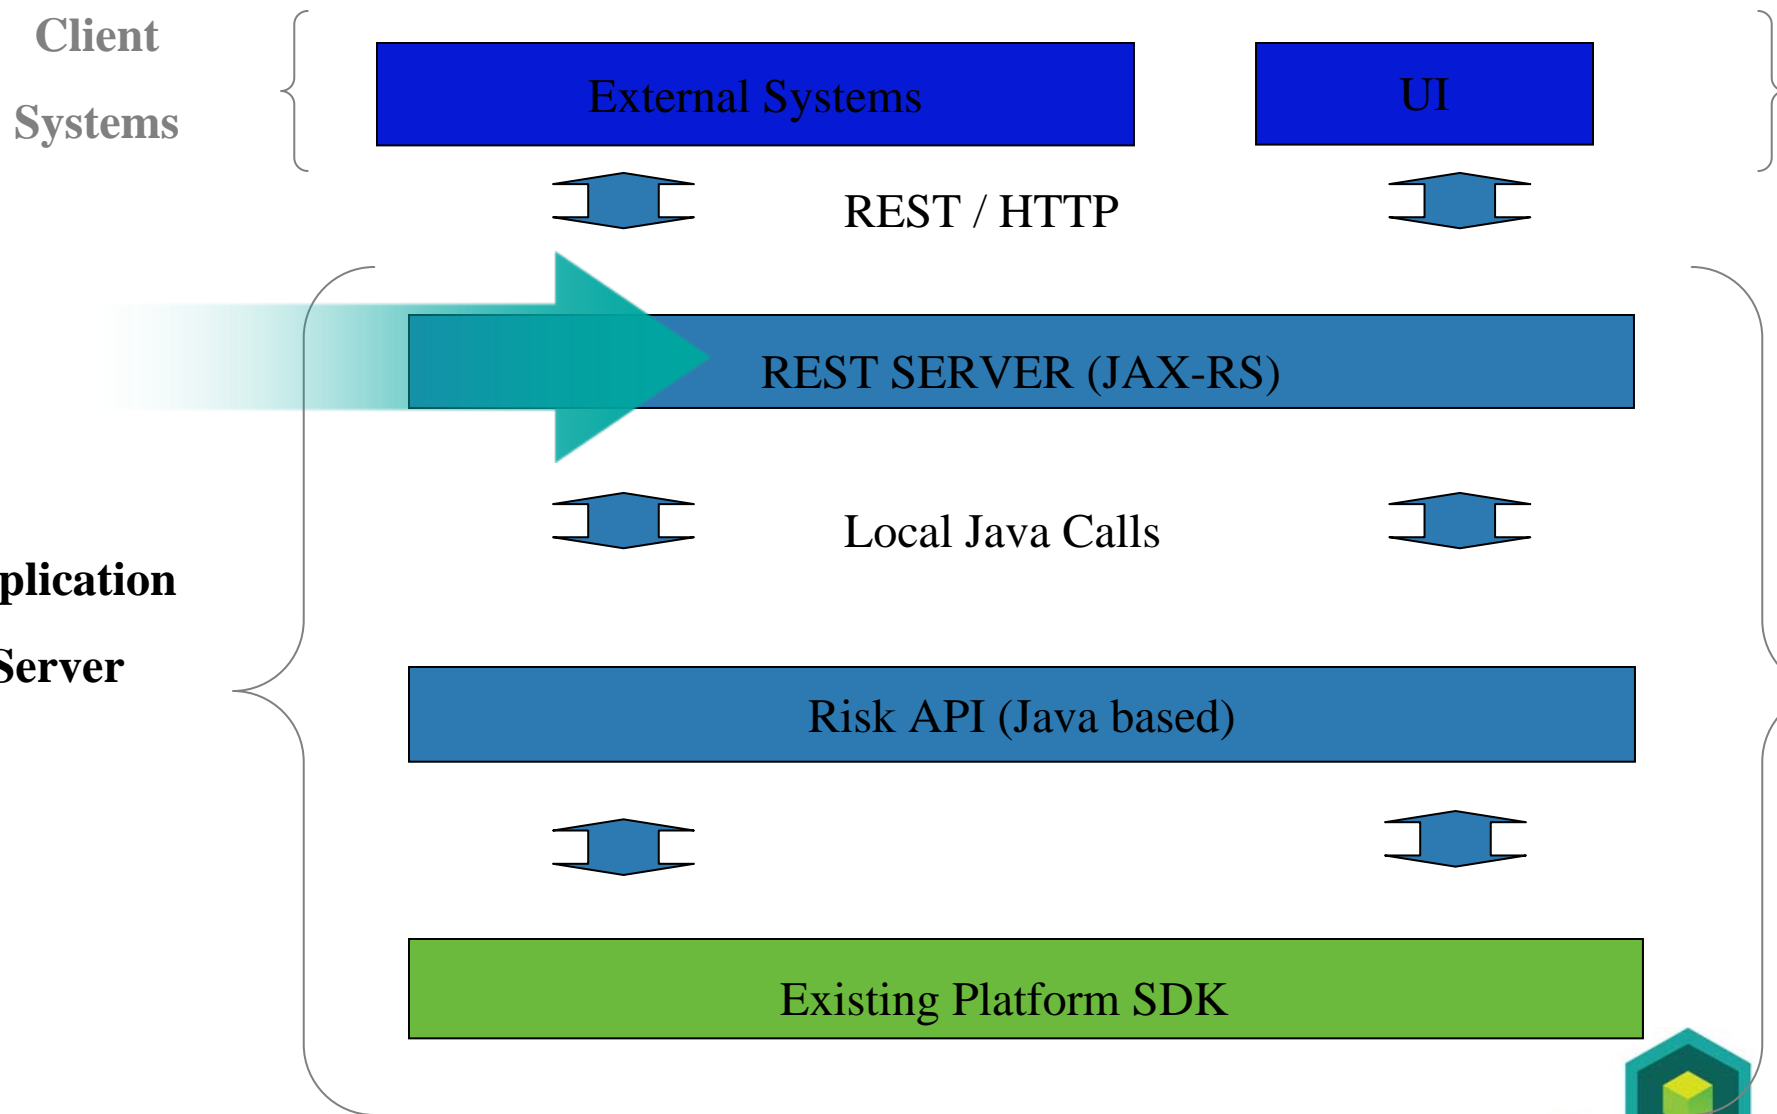 Client
Systems
External Systems
UI
REST / HTTP
REST SERVER (JAX-RS)
Local Java Calls
plication
Server
Risk API (Java based)
Existing Platform SDK